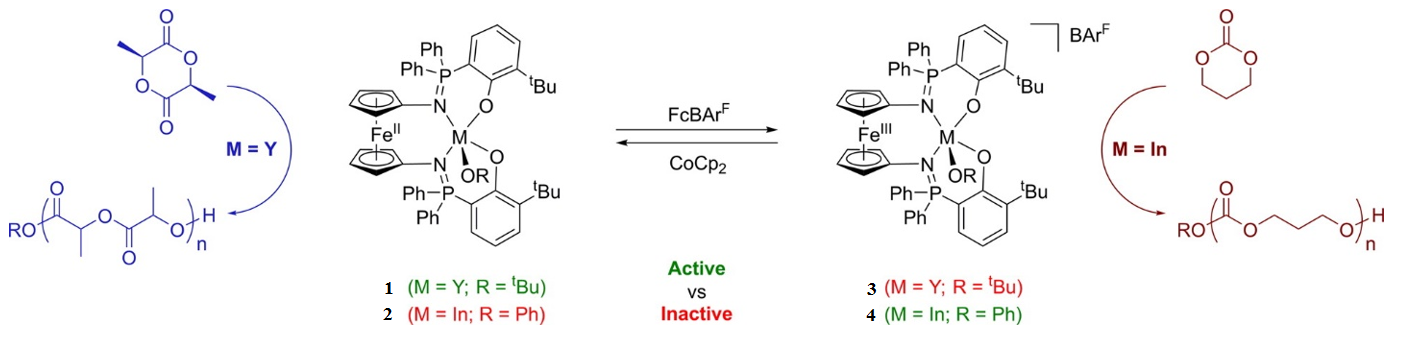 O
O
O
O
M = Y
RO
O
O
O
O
H
n
Ph
Ph
P
N
O
tBu
FeII
M
OR
N
O
Ph
Ph
P
tBu
1 (M = Y; R = tBu)
2 (M = In; R = Ph)
FcBArF
CoCp2
Active
vs
Inactive
Ph
Ph
P
N
O
tBu
BArF
FeIII
M
OR
N
O
Ph
Ph
P
tBu
3 (M = Y; R = tBu)
4 (M = In; R = Ph)
O
O
O
M = In
RO
O
O
O
H
n